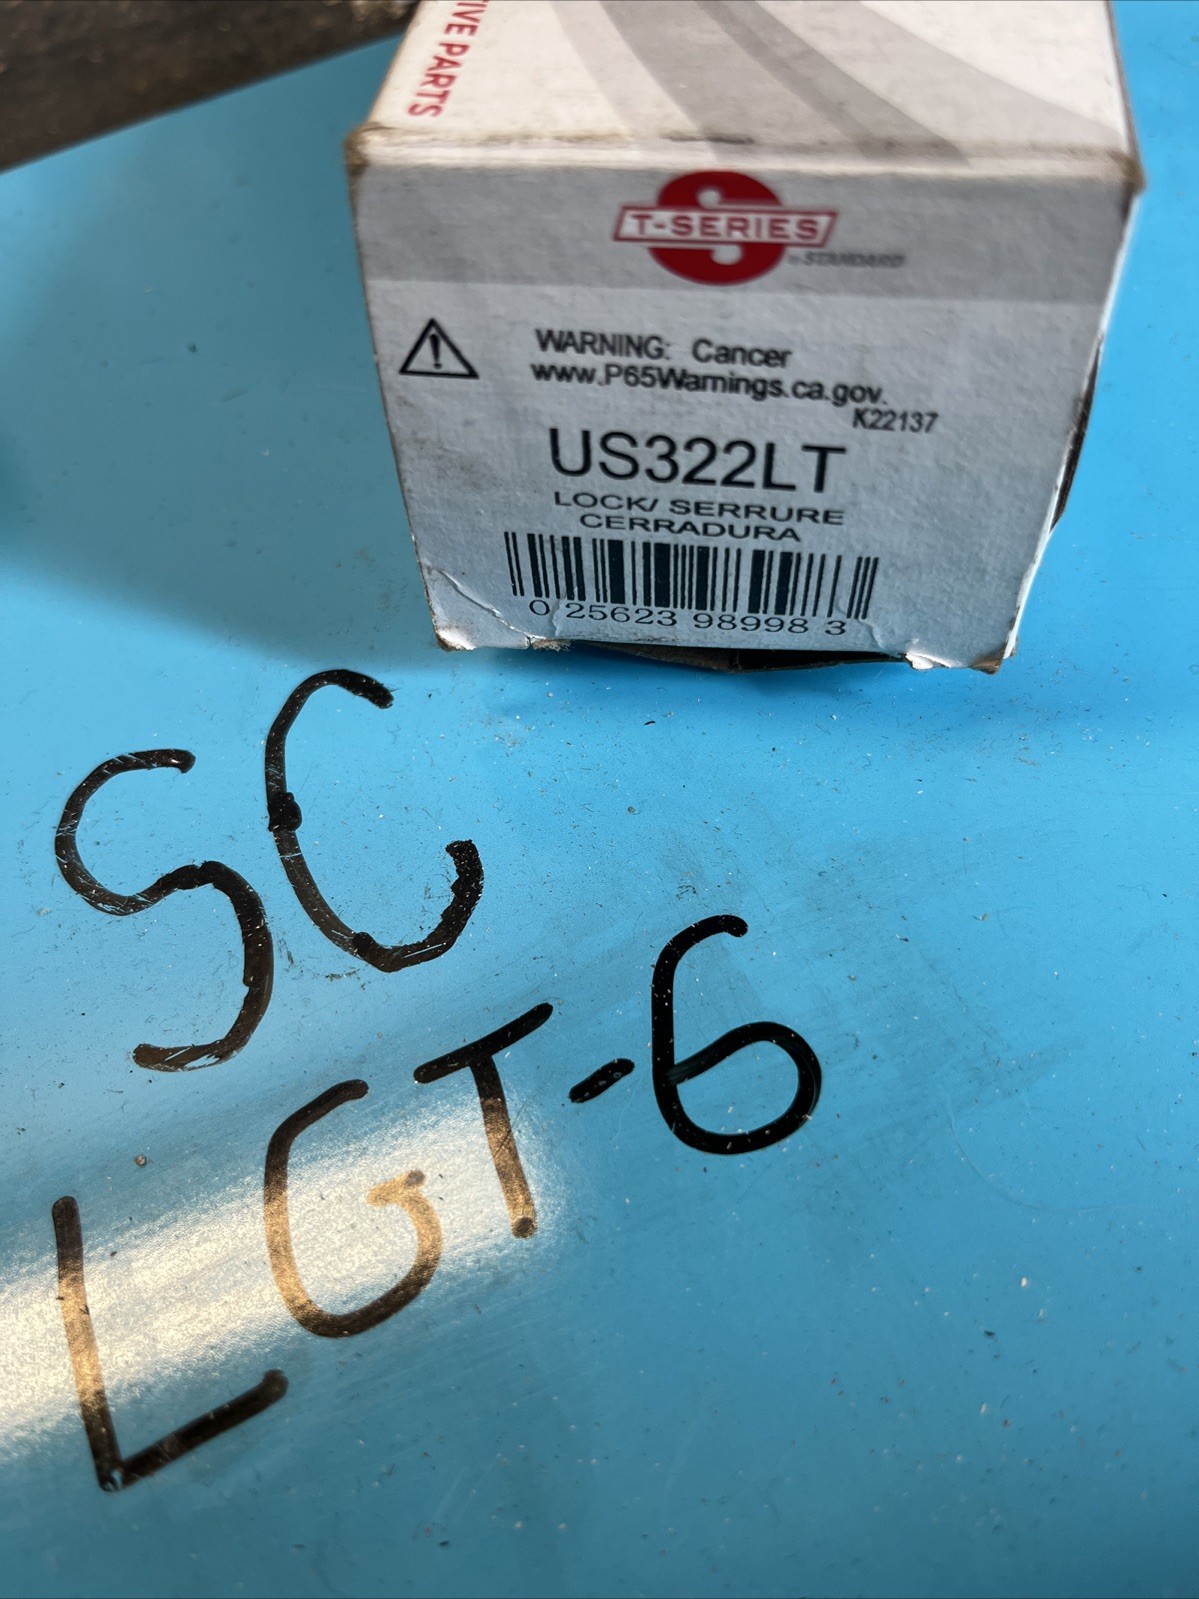 TIVE PARTS
S
T-SERIES
by STANDARD
WARNING: Cancer
www.P65Warnings.ca.gov.
K22137
US322LT
LOCK/ SERRURE
CERRADURA
0 25623 98998 3
SC
LGT-6